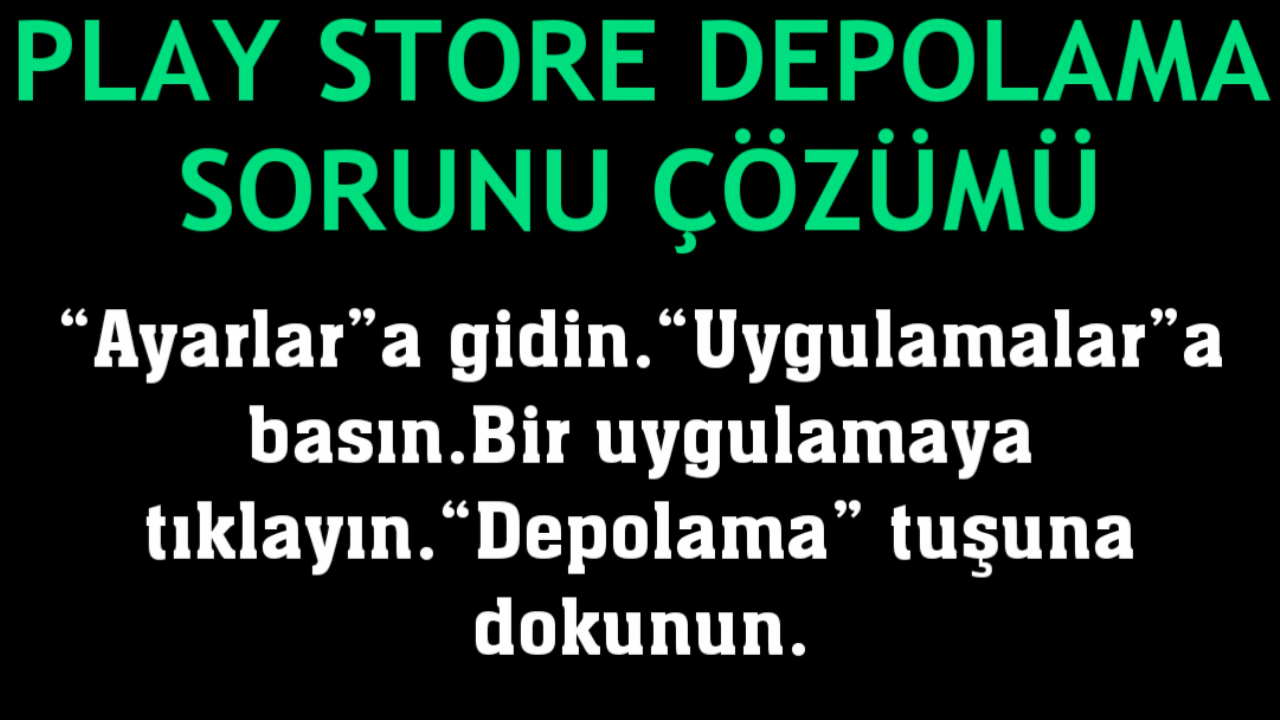 PLAY STORE DEPOLAMA
SORUNU ÇÖZÜMÜ
“Ayarlar”a gidin.“Uygulamalar”a
basın.Bir uygulamaya
tıklayın.“Depolama” tuşuna
dokunun.